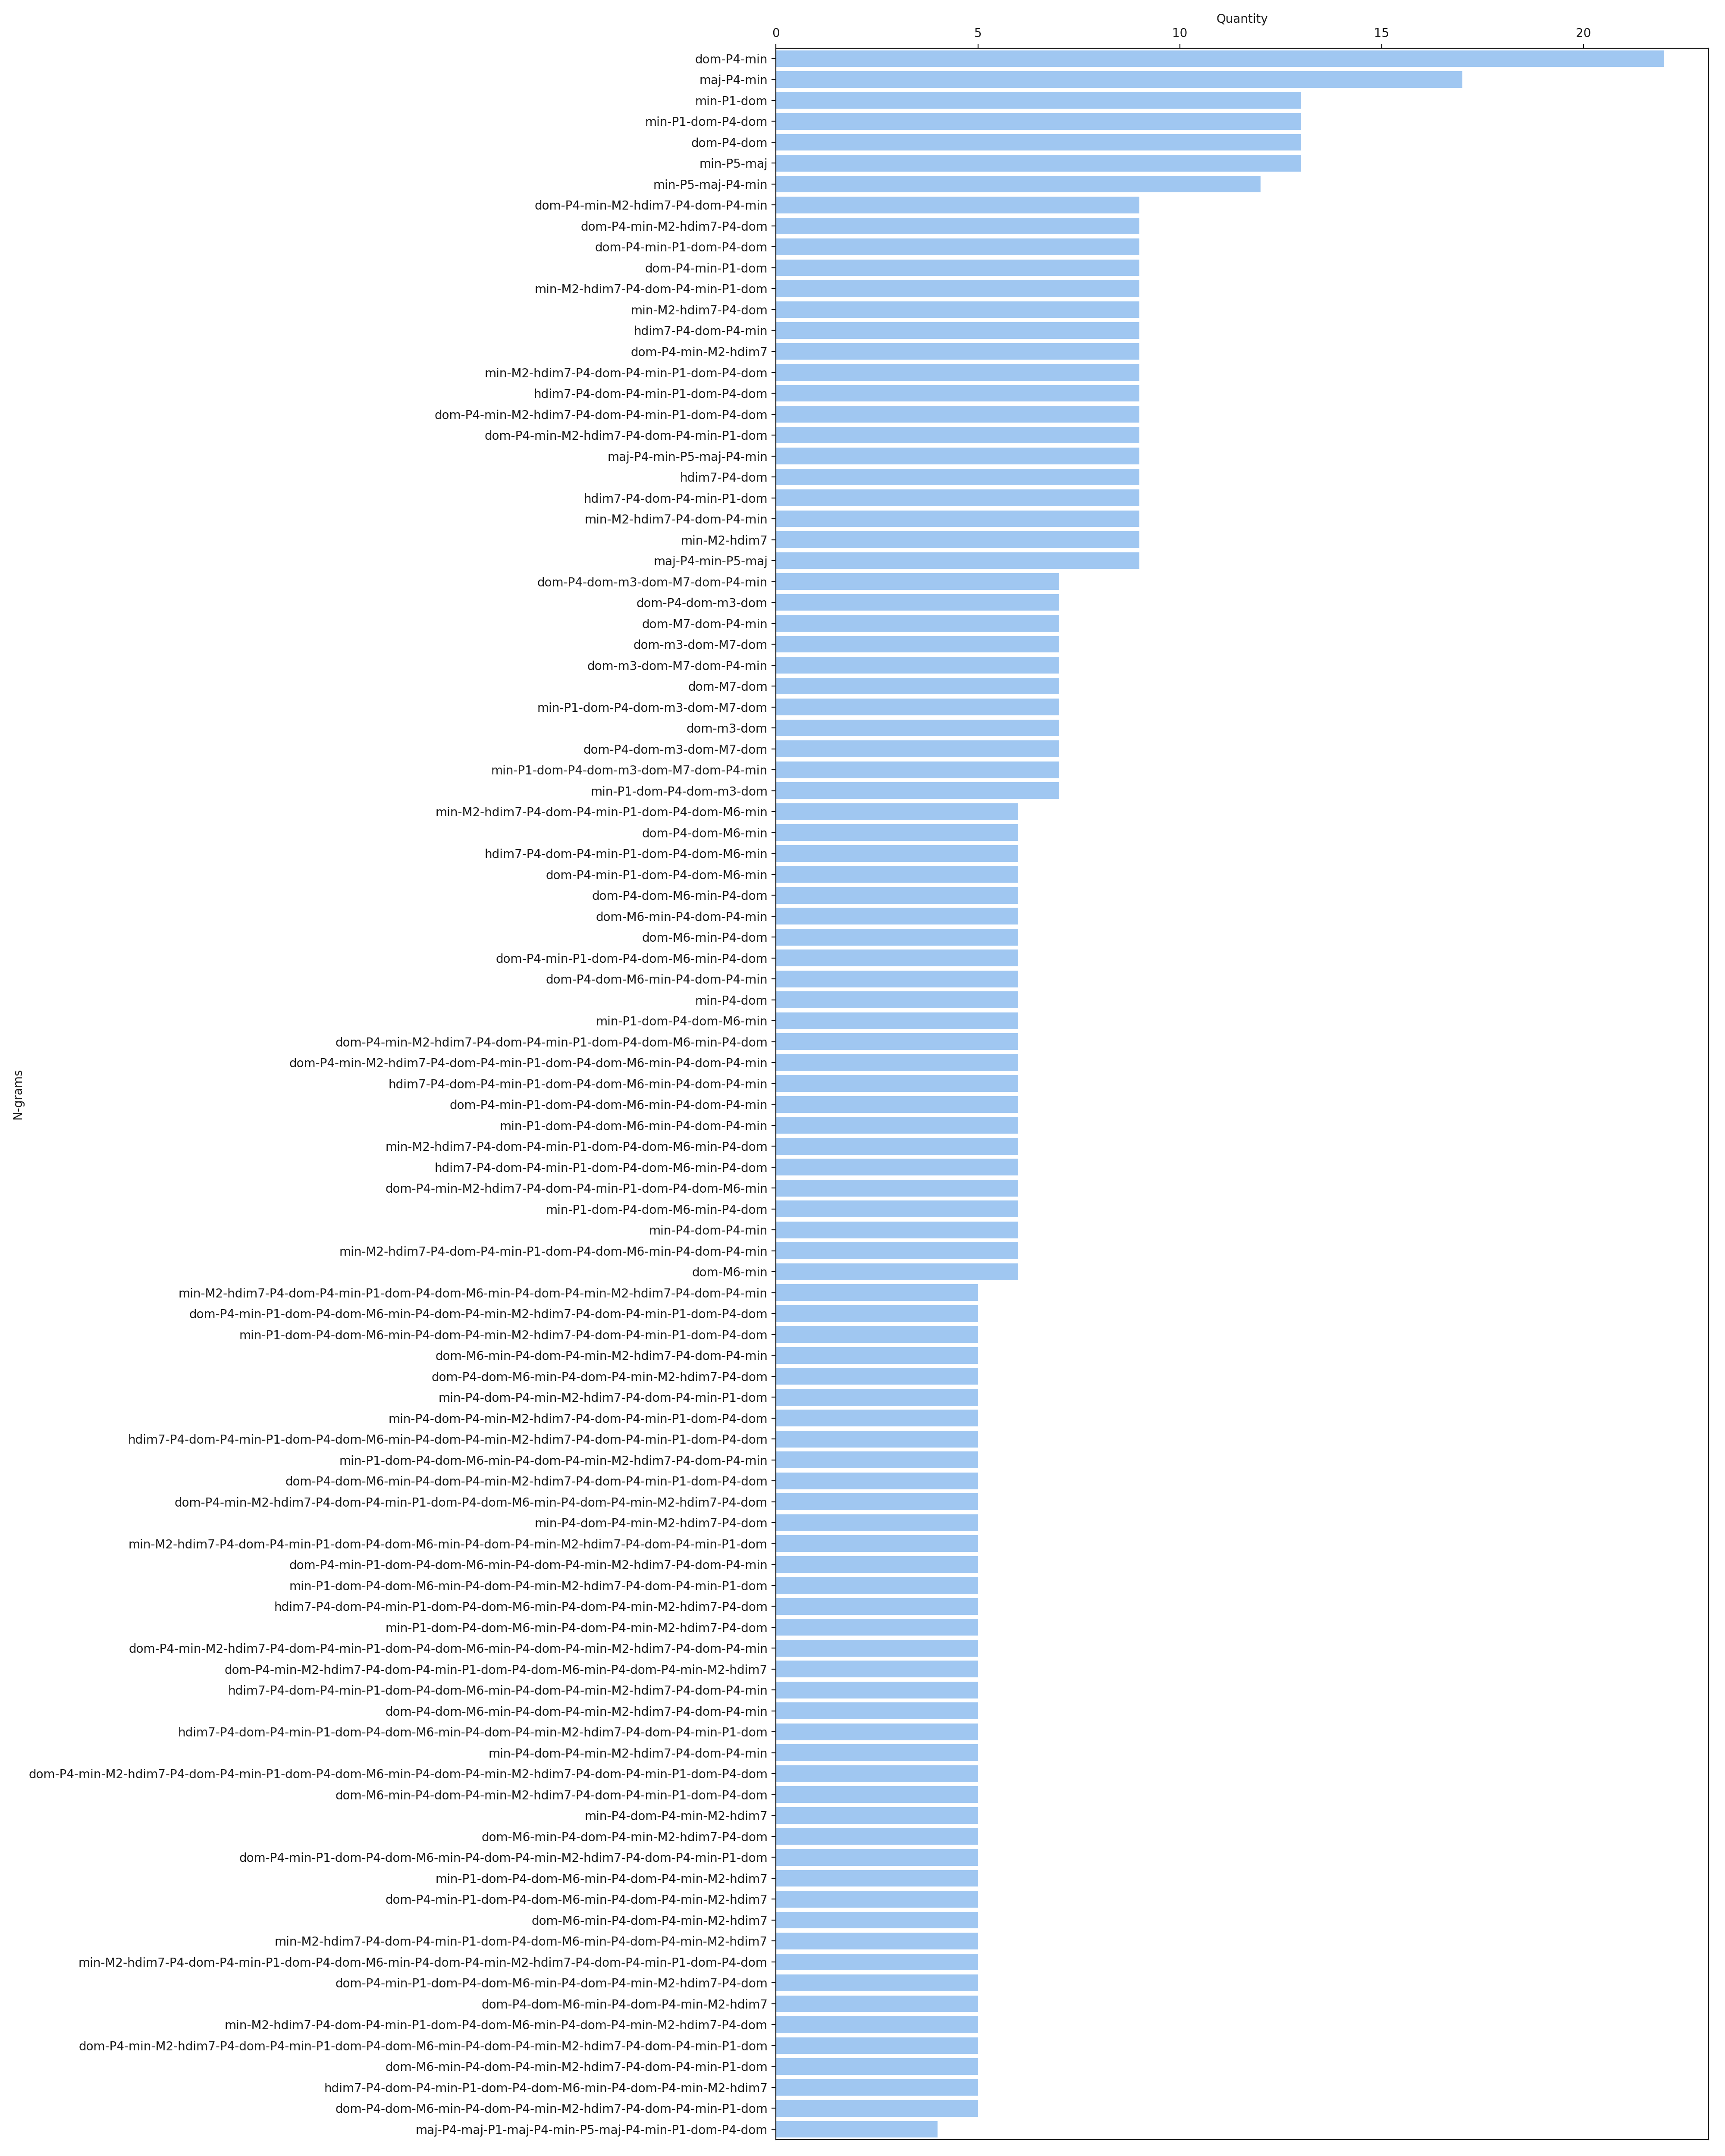 Quantity
0 5 10 15 20
dom-P4-min
maj-P4-min
min-P1-dom
min-P1-dom-P4-dom
dom-P4-dom
min-P5-maj
min-P5-maj-P4-min
dom-P4-min-M2-hdim7-P4-dom-P4-min
dom-P4-min-M2-hdim7-P4-dom
dom-P4-min-P1-dom-P4-dom
dom-P4-min-P1-dom
min-M2-hdim7-P4-dom-P4-min-P1-dom
min-M2-hdim7-P4-dom
hdim7-P4-dom-P4-min
dom-P4-min-M2-hdim7
min-M2-hdim7-P4-dom-P4-min-P1-dom-P4-dom
hdim7-P4-dom-P4-min-P1-dom-P4-dom
dom-P4-min-M2-hdim7-P4-dom-P4-min-P1-dom-P4-dom
dom-P4-min-M2-hdim7-P4-dom-P4-min-P1-dom
maj-P4-min-P5-maj-P4-min
hdim7-P4-dom
hdim7-P4-dom-P4-min-P1-dom
min-M2-hdim7-P4-dom-P4-min
min-M2-hdim7
maj-P4-min-P5-maj
dom-P4-dom-m3-dom-M7-dom-P4-min
dom-P4-dom-m3-dom
dom-M7-dom-P4-min
dom-m3-dom-M7-dom
dom-m3-dom-M7-dom-P4-min
dom-M7-dom
min-P1-dom-P4-dom-m3-dom-M7-dom
dom-m3-dom
dom-P4-dom-m3-dom-M7-dom
min-P1-dom-P4-dom-m3-dom-M7-dom-P4-min
min-P1-dom-P4-dom-m3-dom
min-M2-hdim7-P4-dom-P4-min-P1-dom-P4-dom-M6-min
dom-P4-dom-M6-min
hdim7-P4-dom-P4-min-P1-dom-P4-dom-M6-min
dom-P4-min-P1-dom-P4-dom-M6-min
dom-P4-dom-M6-min-P4-dom
dom-M6-min-P4-dom-P4-min
dom-M6-min-P4-dom
dom-P4-min-P1-dom-P4-dom-M6-min-P4-dom
dom-P4-dom-M6-min-P4-dom-P4-min
min-P4-dom
min-P1-dom-P4-dom-M6-min
dom-P4-min-M2-hdim7-P4-dom-P4-min-P1-dom-P4-dom-M6-min-P4-dom
dom-P4-min-M2-hdim7-P4-dom-P4-min-P1-dom-P4-dom-M6-min-P4-dom-P4-min
hdim7-P4-dom-P4-min-P1-dom-P4-dom-M6-min-P4-dom-P4-min
dom-P4-min-P1-dom-P4-dom-M6-min-P4-dom-P4-min
min-P1-dom-P4-dom-M6-min-P4-dom-P4-min
min-M2-hdim7-P4-dom-P4-min-P1-dom-P4-dom-M6-min-P4-dom
hdim7-P4-dom-P4-min-P1-dom-P4-dom-M6-min-P4-dom
dom-P4-min-M2-hdim7-P4-dom-P4-min-P1-dom-P4-dom-M6-min
min-P1-dom-P4-dom-M6-min-P4-dom
min-P4-dom-P4-min
min-M2-hdim7-P4-dom-P4-min-P1-dom-P4-dom-M6-min-P4-dom-P4-min
dom-M6-min
min-M2-hdim7-P4-dom-P4-min-P1-dom-P4-dom-M6-min-P4-dom-P4-min-M2-hdim7-P4-dom-P4-min
dom-P4-min-P1-dom-P4-dom-M6-min-P4-dom-P4-min-M2-hdim7-P4-dom-P4-min-P1-dom-P4-dom
min-P1-dom-P4-dom-M6-min-P4-dom-P4-min-M2-hdim7-P4-dom-P4-min-P1-dom-P4-dom
dom-M6-min-P4-dom-P4-min-M2-hdim7-P4-dom-P4-min
dom-P4-dom-M6-min-P4-dom-P4-min-M2-hdim7-P4-dom
min-P4-dom-P4-min-M2-hdim7-P4-dom-P4-min-P1-dom
min-P4-dom-P4-min-M2-hdim7-P4-dom-P4-min-P1-dom-P4-dom
hdim7-P4-dom-P4-min-P1-dom-P4-dom-M6-min-P4-dom-P4-min-M2-hdim7-P4-dom-P4-min-P1-dom-P4-dom
min-P1-dom-P4-dom-M6-min-P4-dom-P4-min-M2-hdim7-P4-dom-P4-min
dom-P4-dom-M6-min-P4-dom-P4-min-M2-hdim7-P4-dom-P4-min-P1-dom-P4-dom
dom-P4-min-M2-hdim7-P4-dom-P4-min-P1-dom-P4-dom-M6-min-P4-dom-P4-min-M2-hdim7-P4-dom
min-P4-dom-P4-min-M2-hdim7-P4-dom
min-M2-hdim7-P4-dom-P4-min-P1-dom-P4-dom-M6-min-P4-dom-P4-min-M2-hdim7-P4-dom-P4-min-P1-dom
dom-P4-min-P1-dom-P4-dom-M6-min-P4-dom-P4-min-M2-hdim7-P4-dom-P4-min
min-P1-dom-P4-dom-M6-min-P4-dom-P4-min-M2-hdim7-P4-dom-P4-min-P1-dom
hdim7-P4-dom-P4-min-P1-dom-P4-dom-M6-min-P4-dom-P4-min-M2-hdim7-P4-dom
min-P1-dom-P4-dom-M6-min-P4-dom-P4-min-M2-hdim7-P4-dom
dom-P4-min-M2-hdim7-P4-dom-P4-min-P1-dom-P4-dom-M6-min-P4-dom-P4-min-M2-hdim7-P4-dom-P4-min
dom-P4-min-M2-hdim7-P4-dom-P4-min-P1-dom-P4-dom-M6-min-P4-dom-P4-min-M2-hdim7
hdim7-P4-dom-P4-min-P1-dom-P4-dom-M6-min-P4-dom-P4-min-M2-hdim7-P4-dom-P4-min
dom-P4-dom-M6-min-P4-dom-P4-min-M2-hdim7-P4-dom-P4-min
hdim7-P4-dom-P4-min-P1-dom-P4-dom-M6-min-P4-dom-P4-min-M2-hdim7-P4-dom-P4-min-P1-dom
min-P4-dom-P4-min-M2-hdim7-P4-dom-P4-min
dom-P4-min-M2-hdim7-P4-dom-P4-min-P1-dom-P4-dom-M6-min-P4-dom-P4-min-M2-hdim7-P4-dom-P4-min-P1-dom-P4-dom
dom-M6-min-P4-dom-P4-min-M2-hdim7-P4-dom-P4-min-P1-dom-P4-dom
min-P4-dom-P4-min-M2-hdim7
dom-M6-min-P4-dom-P4-min-M2-hdim7-P4-dom
dom-P4-min-P1-dom-P4-dom-M6-min-P4-dom-P4-min-M2-hdim7-P4-dom-P4-min-P1-dom
min-P1-dom-P4-dom-M6-min-P4-dom-P4-min-M2-hdim7
dom-P4-min-P1-dom-P4-dom-M6-min-P4-dom-P4-min-M2-hdim7
dom-M6-min-P4-dom-P4-min-M2-hdim7
min-M2-hdim7-P4-dom-P4-min-P1-dom-P4-dom-M6-min-P4-dom-P4-min-M2-hdim7
min-M2-hdim7-P4-dom-P4-min-P1-dom-P4-dom-M6-min-P4-dom-P4-min-M2-hdim7-P4-dom-P4-min-P1-dom-P4-dom
dom-P4-min-P1-dom-P4-dom-M6-min-P4-dom-P4-min-M2-hdim7-P4-dom
dom-P4-dom-M6-min-P4-dom-P4-min-M2-hdim7
min-M2-hdim7-P4-dom-P4-min-P1-dom-P4-dom-M6-min-P4-dom-P4-min-M2-hdim7-P4-dom
dom-P4-min-M2-hdim7-P4-dom-P4-min-P1-dom-P4-dom-M6-min-P4-dom-P4-min-M2-hdim7-P4-dom-P4-min-P1-dom
dom-M6-min-P4-dom-P4-min-M2-hdim7-P4-dom-P4-min-P1-dom
hdim7-P4-dom-P4-min-P1-dom-P4-dom-M6-min-P4-dom-P4-min-M2-hdim7
dom-P4-dom-M6-min-P4-dom-P4-min-M2-hdim7-P4-dom-P4-min-P1-dom
maj-P4-maj-P1-maj-P4-min-P5-maj-P4-min-P1-dom-P4-dom
N-grams